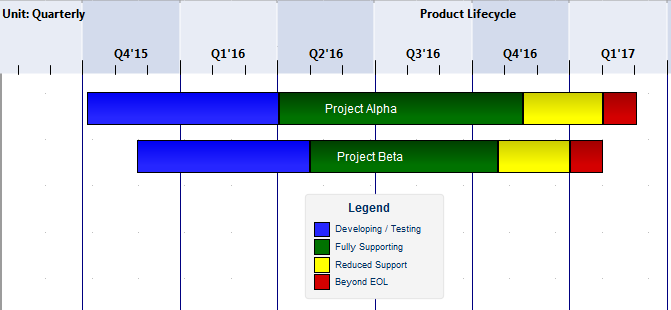 Unit: Quarterly
Product Lifecycle
Q4'15
Q1'16
Q2'16
Q3'16
Q4'16
Q1'17
Project Alpha
Project Beta
Legend
Developing / Testing
Fully Supporting
Reduced Support
Beyond EOL